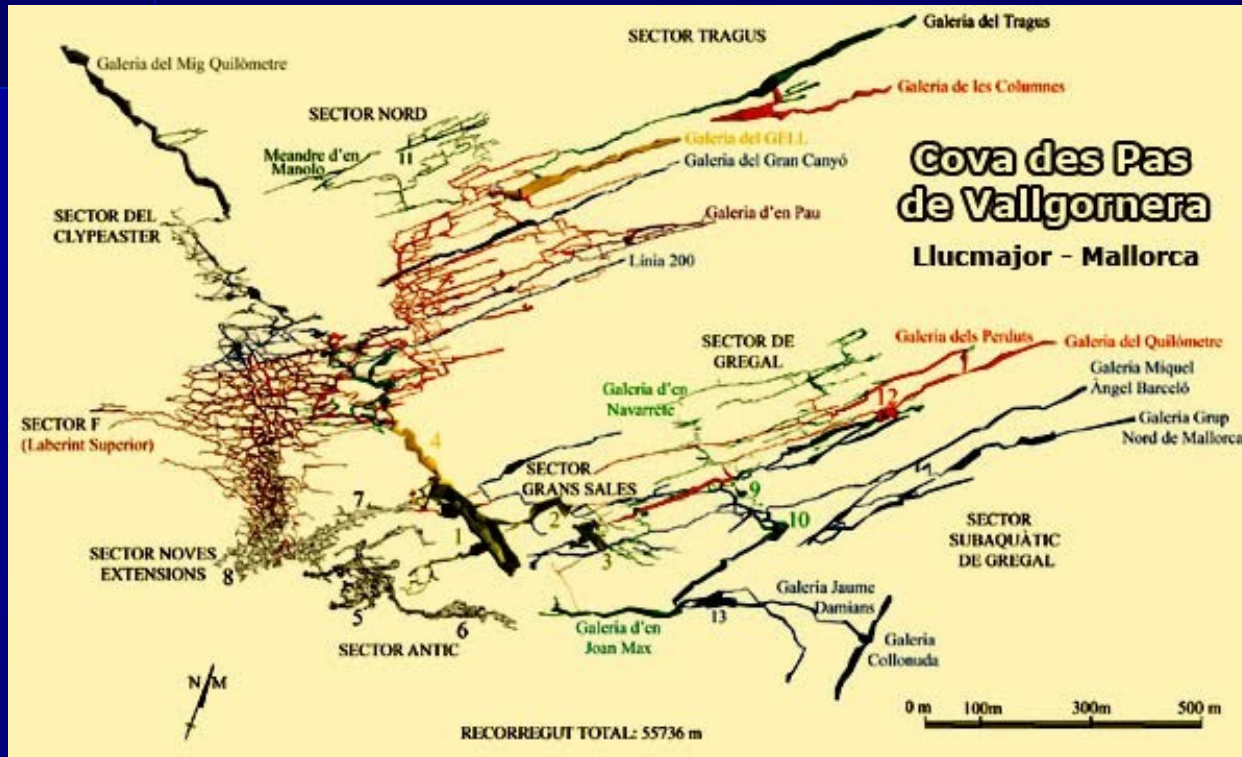 Galeria del Tragus
SECTOR TRAGUS
Galeria del Mig Quilòmetre
Galeria de les Columnes
SECTOR NORD
Galeria del GELL
Meandre d'en
Manolo
11
Galeria del Gran Canyó
Cova des Pas
de Vallgornera
Llucmajor - Mallorca
SECTOR DEL
CLYPEASTER
Galeria d'en Pau
Línia 200
SECTOR DE
GREGAL
Galeria dels Perduts
Galeria del Quilómetre
Galeria Miquel
Àngel Barceló
Galeria d'en
Navarrete
12
Galeria Grup
Nord de Mallorca
SECTOR F
(Laberint Superior)
4
SECTOR
GRANS SALES
7
9
2
10
1
3
SECTOR
SUBAQUÀTIC
DE GREGAL
SECTOR NOVES
EXTENSIONS
8
5
6
Galeria Jaume
Damians
13
Galeria d'en
Joan Max
Galeria
Collonuda
SECTOR ANTIC
N M
0 m 100m 300m 500 m
RECORREGUT TOTAL: 55736 m